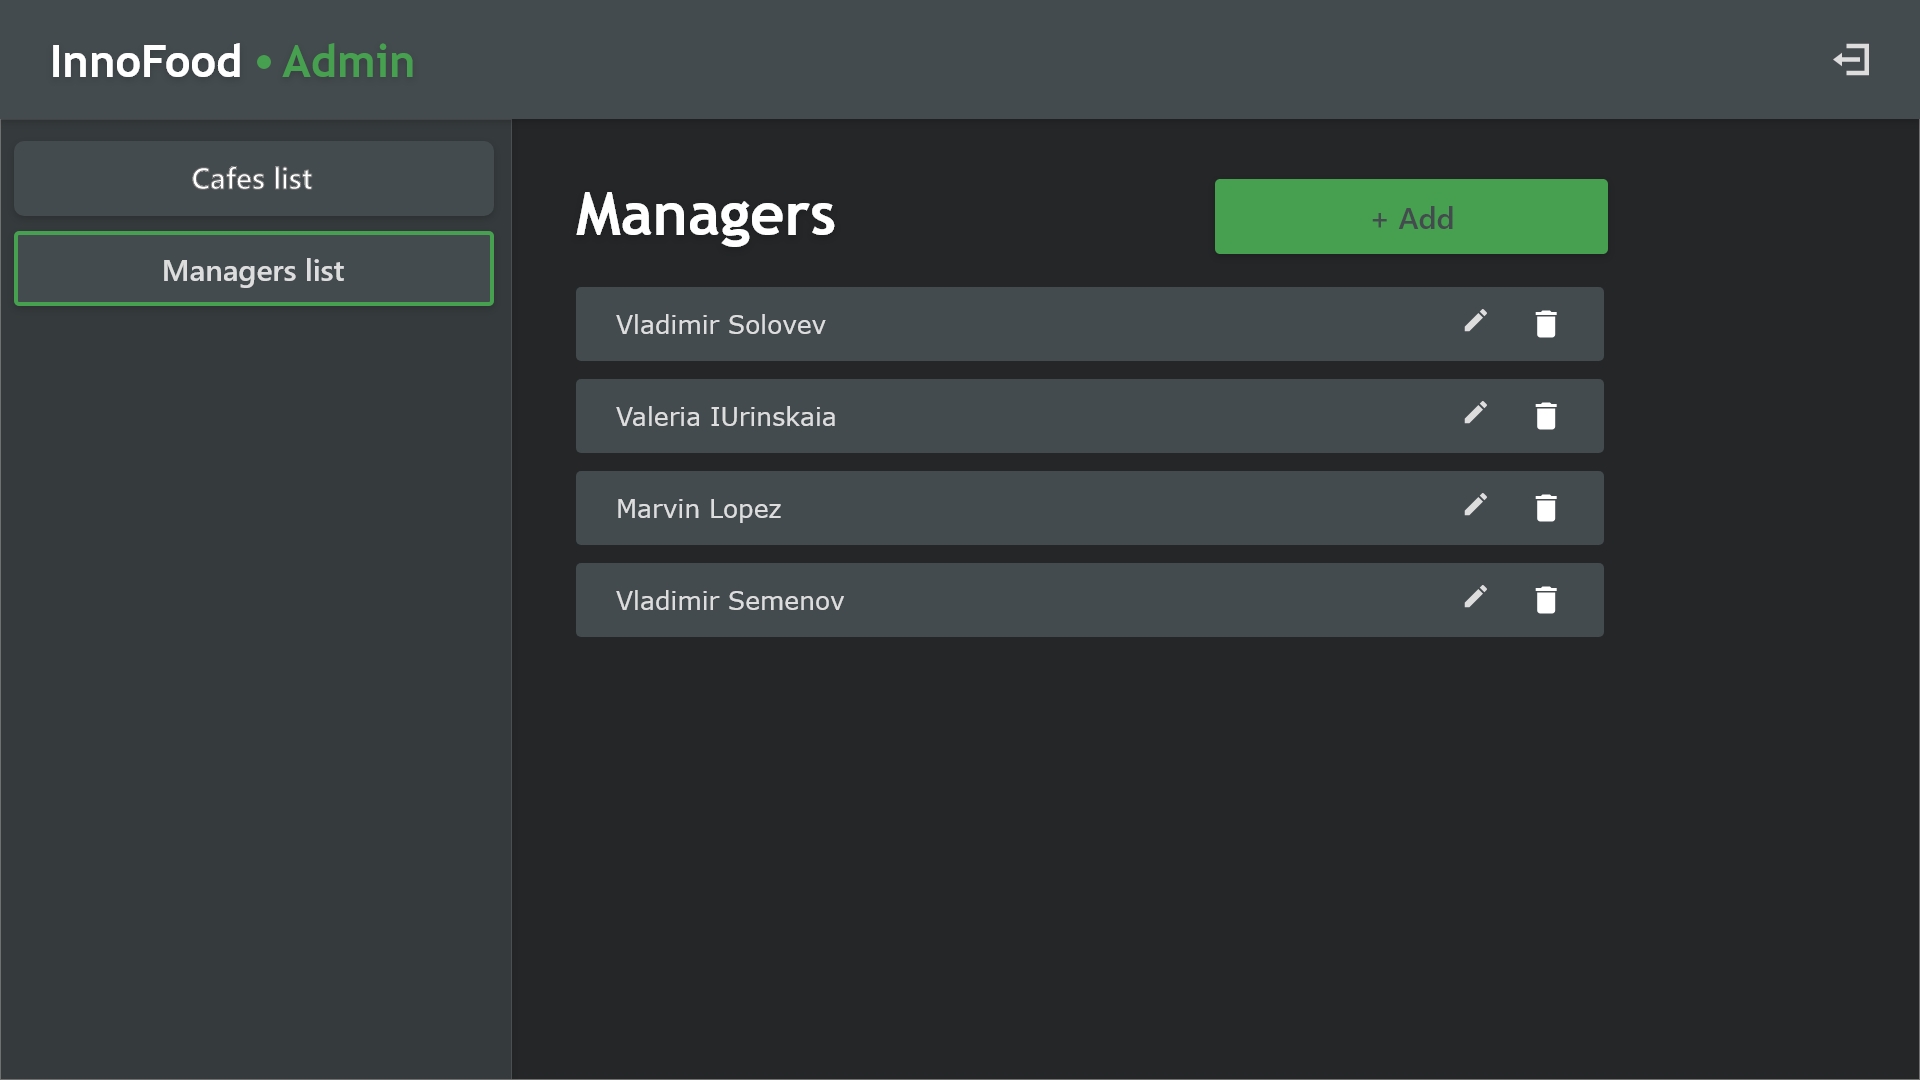 InnoFood • Admin
Cafes list
Managers list
Managers
+ Add
Vladimir Solovev
Valeria IUrinskaia
Marvin Lopez
Vladimir Semenov